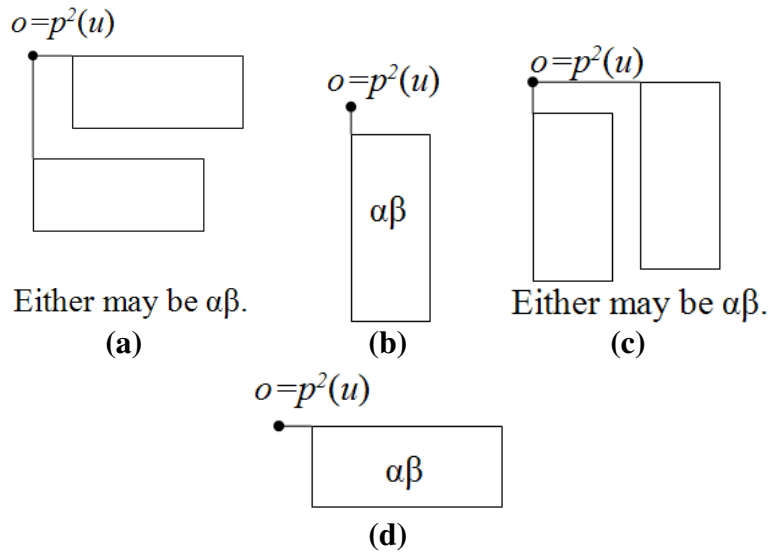 o=p²(u)
Either may be αβ.
(a)
o=p²(u)
αβ
(b)
o=p²(u)
Either may be αβ.
(c)
o=p²(u)
αβ
(d)